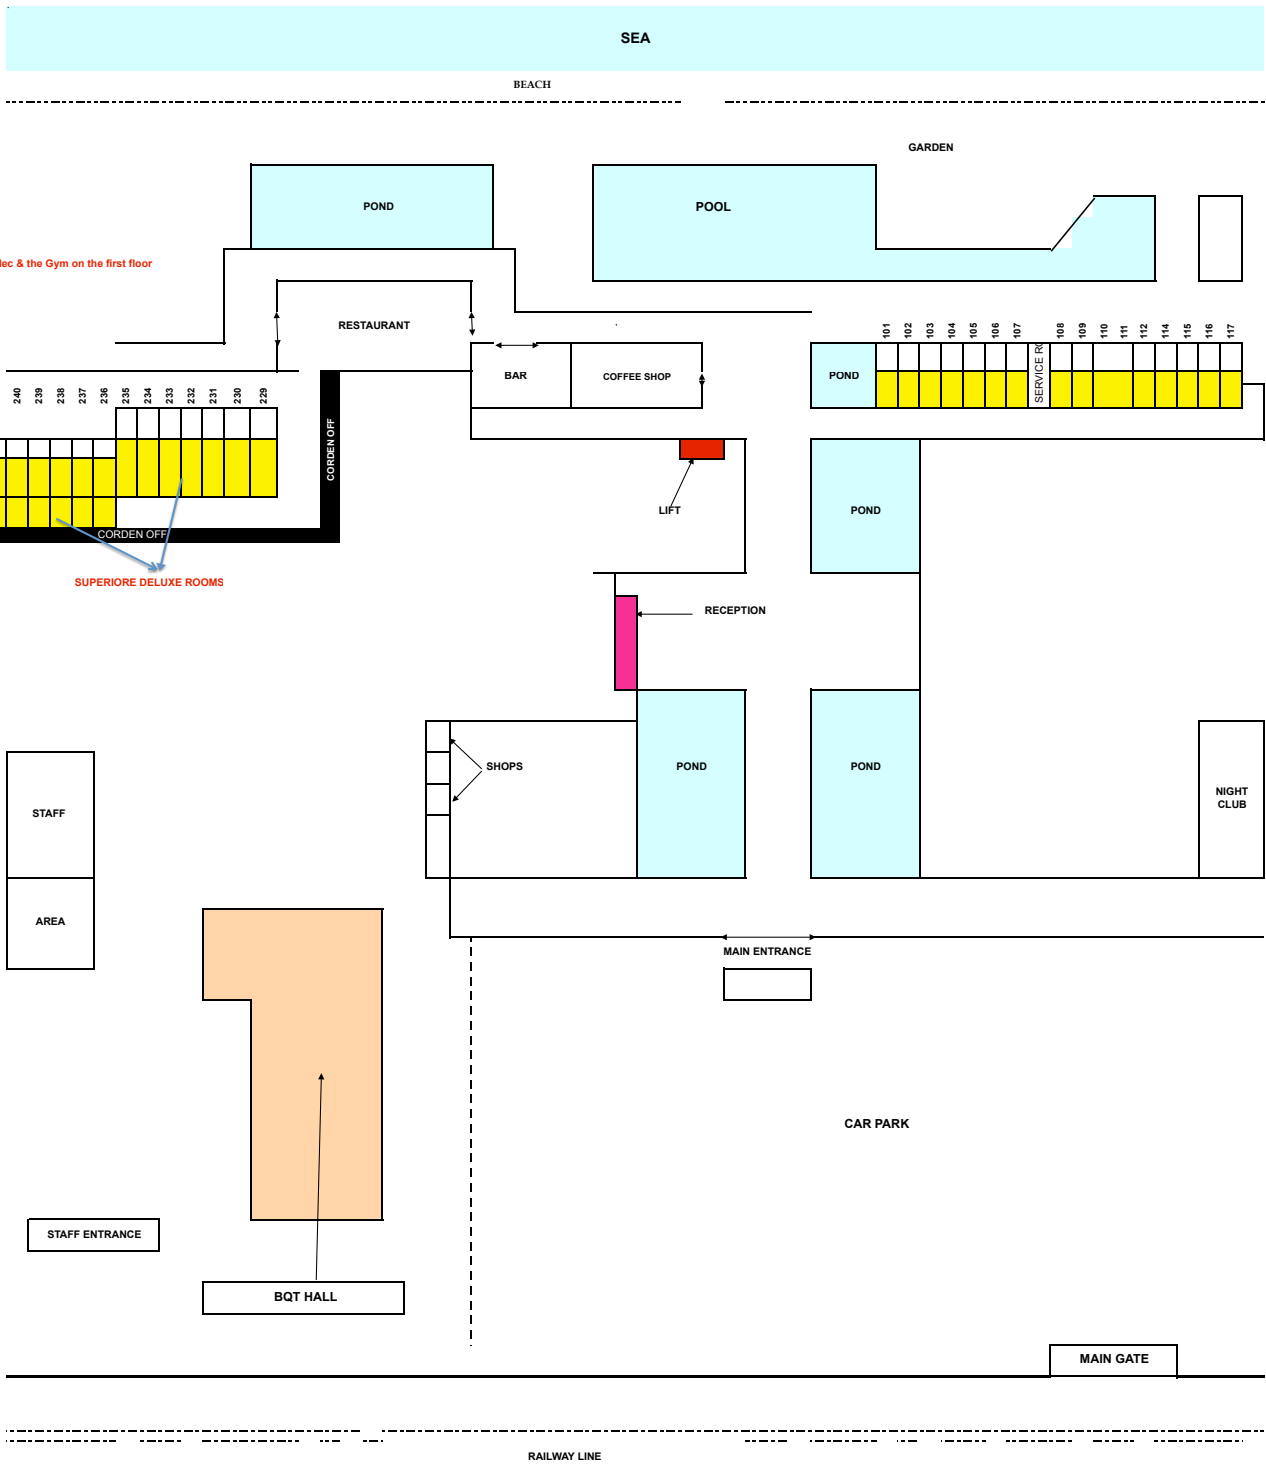 SEA
BEACH
GARDEN
POND
POOL
& the Gym on the first floor
RESTAURANT
101
102
103
104
105
106
107
108
109
110
111
112
114
115
116
117
SERVICE
BAR
COFFEE SHOP
POND
240
239
238
237
236
235
234
233
232
231
230
229
CORDEN OFF
LIFT
POND
CORDEN OFF
SUPERIORE DELUXE ROOMS
RECEPTION
SHOPS
POND
POND
NIGHT
CLUB
STAFF
AREA
MAIN ENTRANCE
CAR PARK
STAFF ENTRANCE
BQT HALL
MAIN GATE
RAILWAY LINE